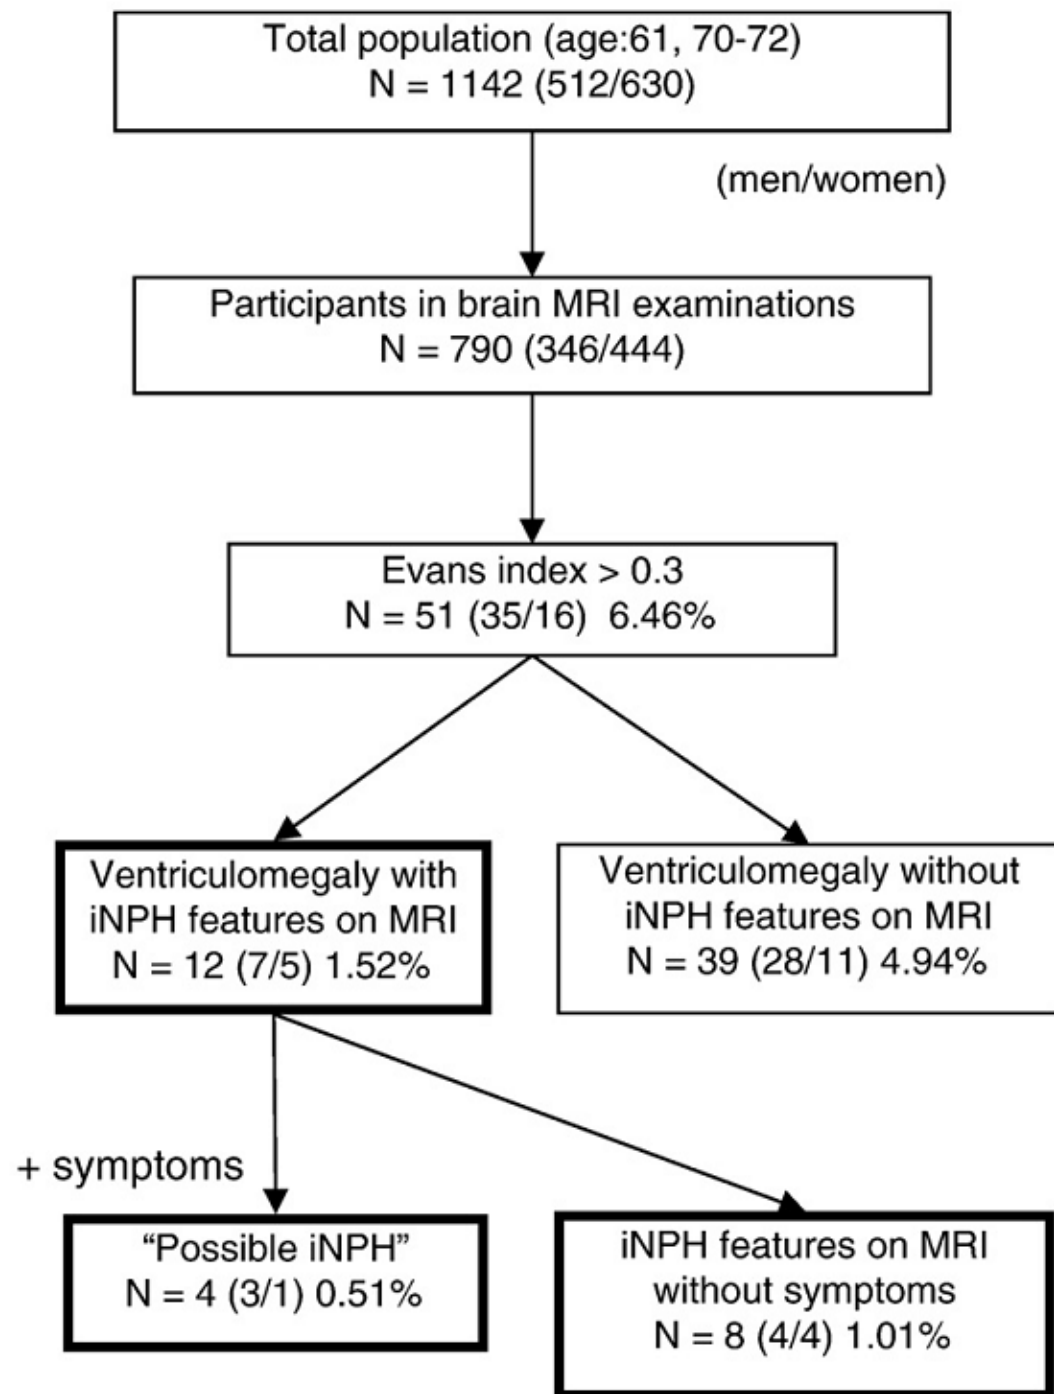 Total population (age:61, 70-72)
N = 1142 (512/630)
(men/women)
Participants in brain MRI examinations
N = 790 (346/444)
Evans index > 0.3
N = 51 (35/16)  6.46%
Ventriculomegaly with
iNPH features on MRI
N = 12 (7/5) 1.52%
Ventriculomegaly without
iNPH features on MRI
N = 39 (28/11) 4.94%
+ symptoms
“Possible iNPH”
N = 4 (3/1) 0.51%
iNPH features on MRI
without symptoms
N = 8 (4/4) 1.01%